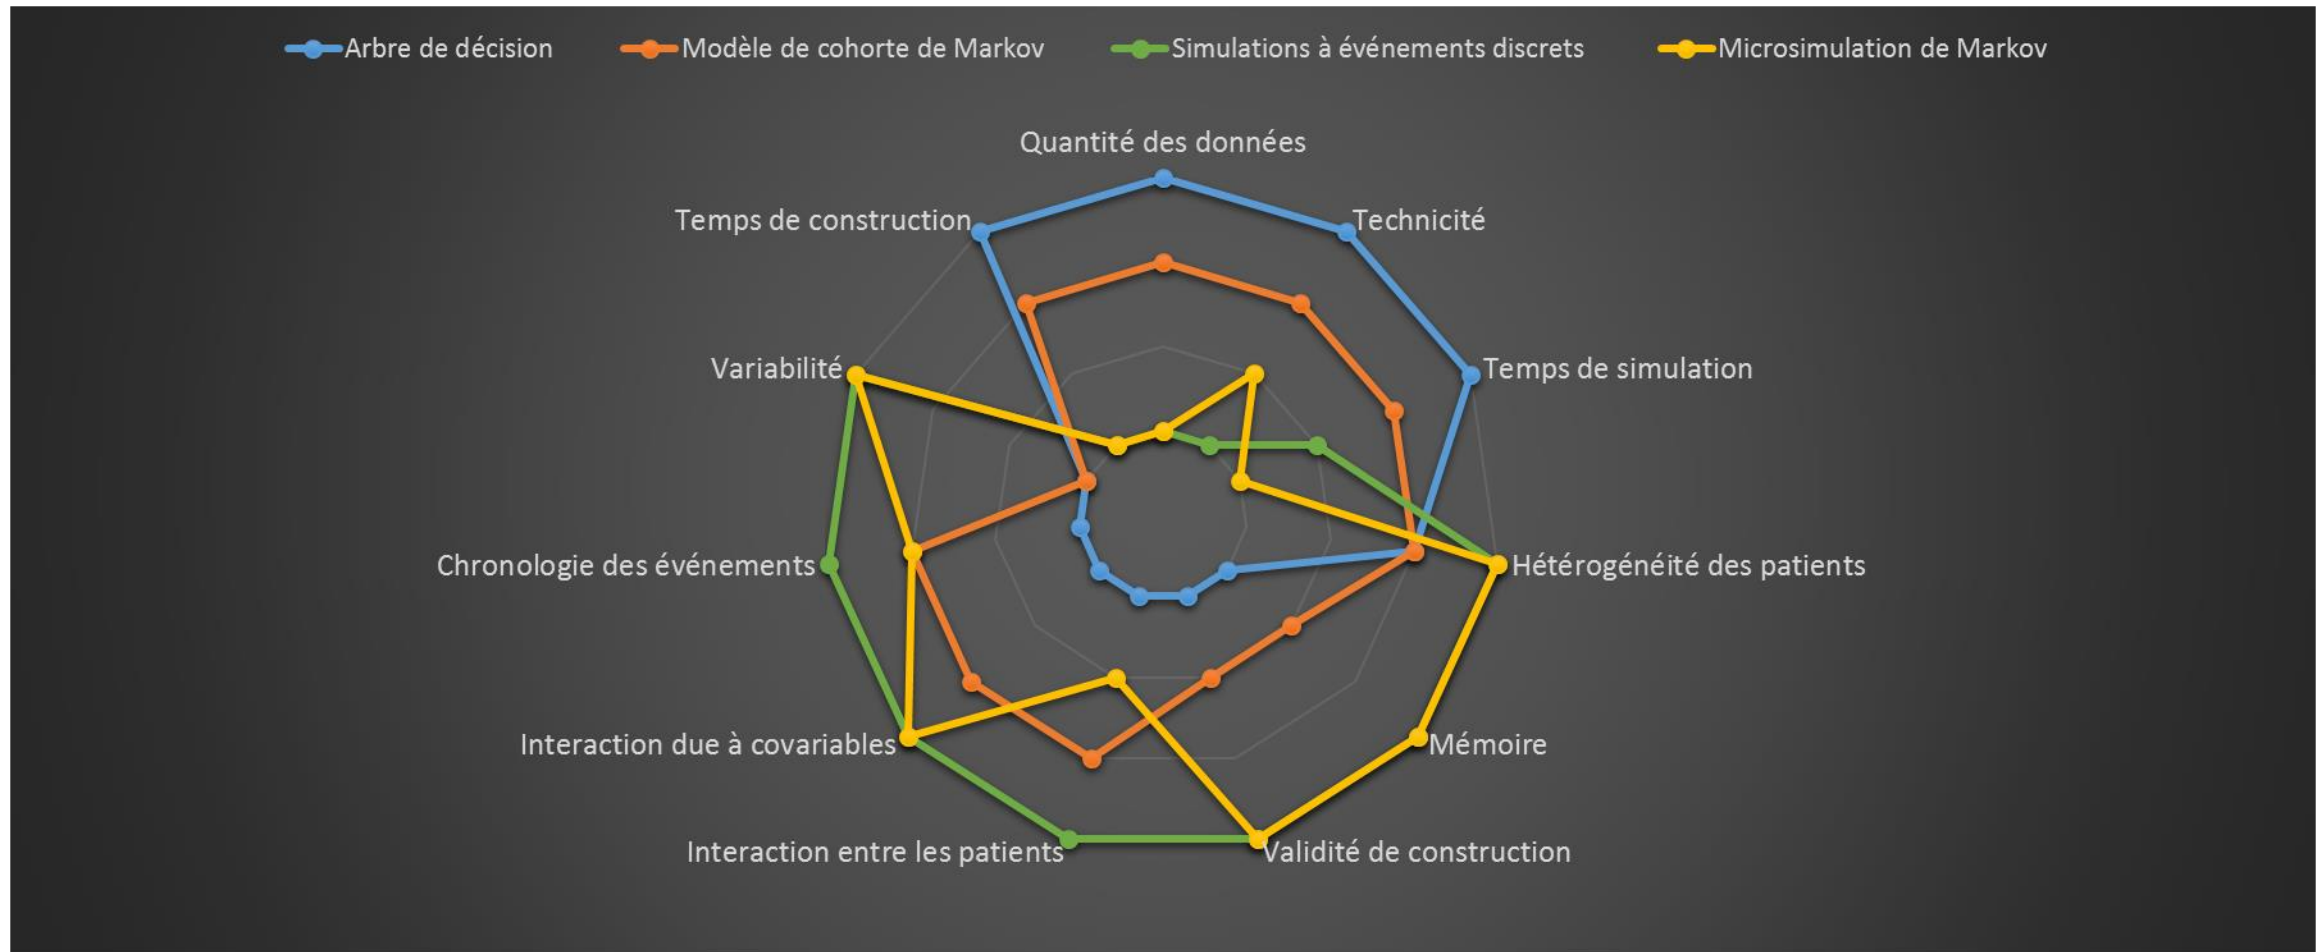 Arbre de décision
Modèle de cohorte de Markov
Simulations à événements discrets
Microsimulation de Markov
Quantité des données
Temps de construction
Technicité
Variabilité
Temps de simulation
Chronologie des événements
Hétérogénéité des patients
Interaction due à covariables
Mémoire
Interaction entre les patients
Validité de construction